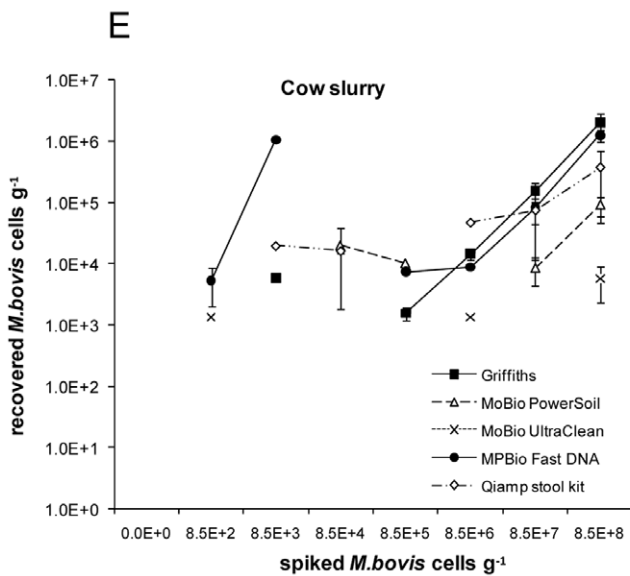 E
Cow slurry
1.0E+7
1.0E+6
1.0E+5
1.0E+4
1.0E+3
1.0E+2
1.0E+1
1.0E+0
recovered M.bovis cells g⁻¹
Griffiths
MoBio PowerSoil
MoBio UltraClean
MPBio Fast DNA
Qiamp stool kit
0.0E+0 8.5E+2 8.5E+3 8.5E+4 8.5E+5 8.5E+6 8.5E+7 8.5E+8
spiked M.bovis cells g⁻¹